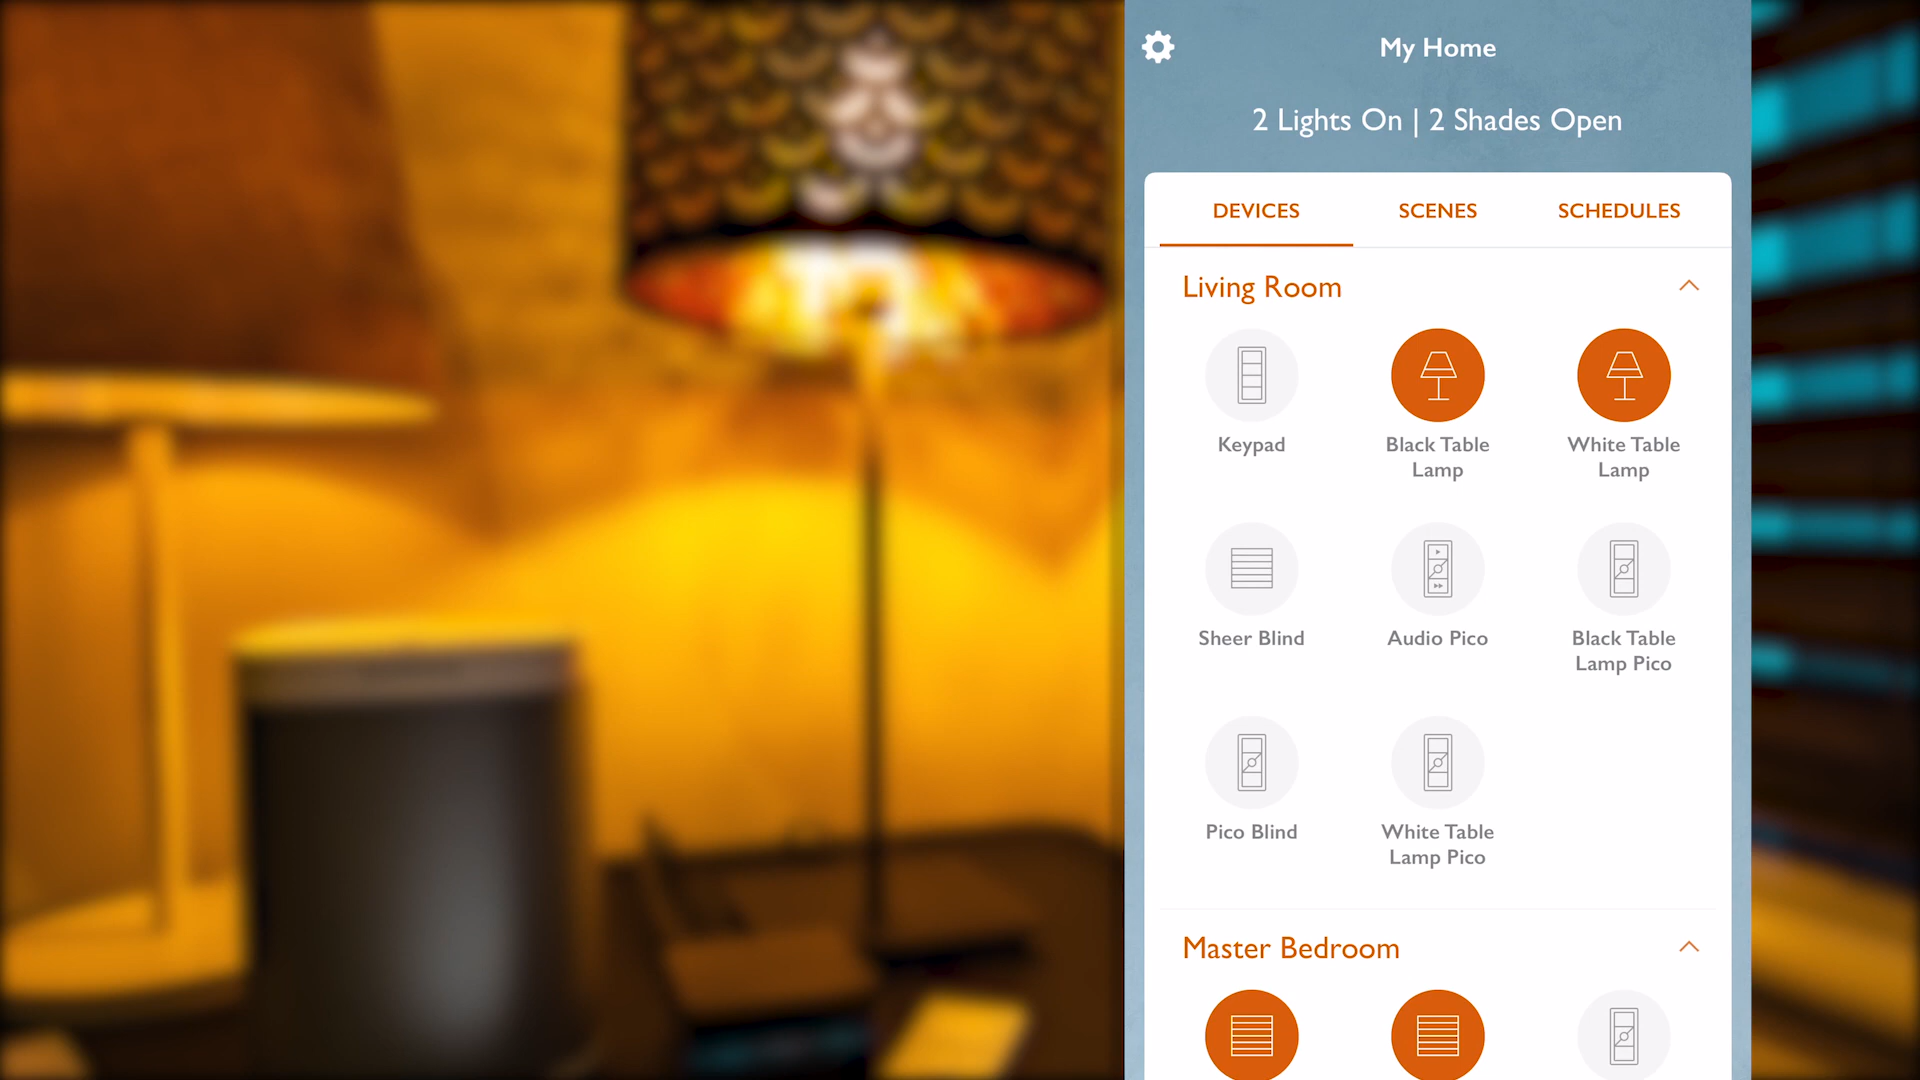 My Home
2 Lights On | 2 Shades Open
DEVICES SCENES SCHEDULES
Living Room
Keypad
Black Table
Lamp
White Table
Lamp
Sheer Blind
Audio Pico
Black Table
Lamp Pico
Pico Blind
White Table
Lamp Pico
Master Bedroom